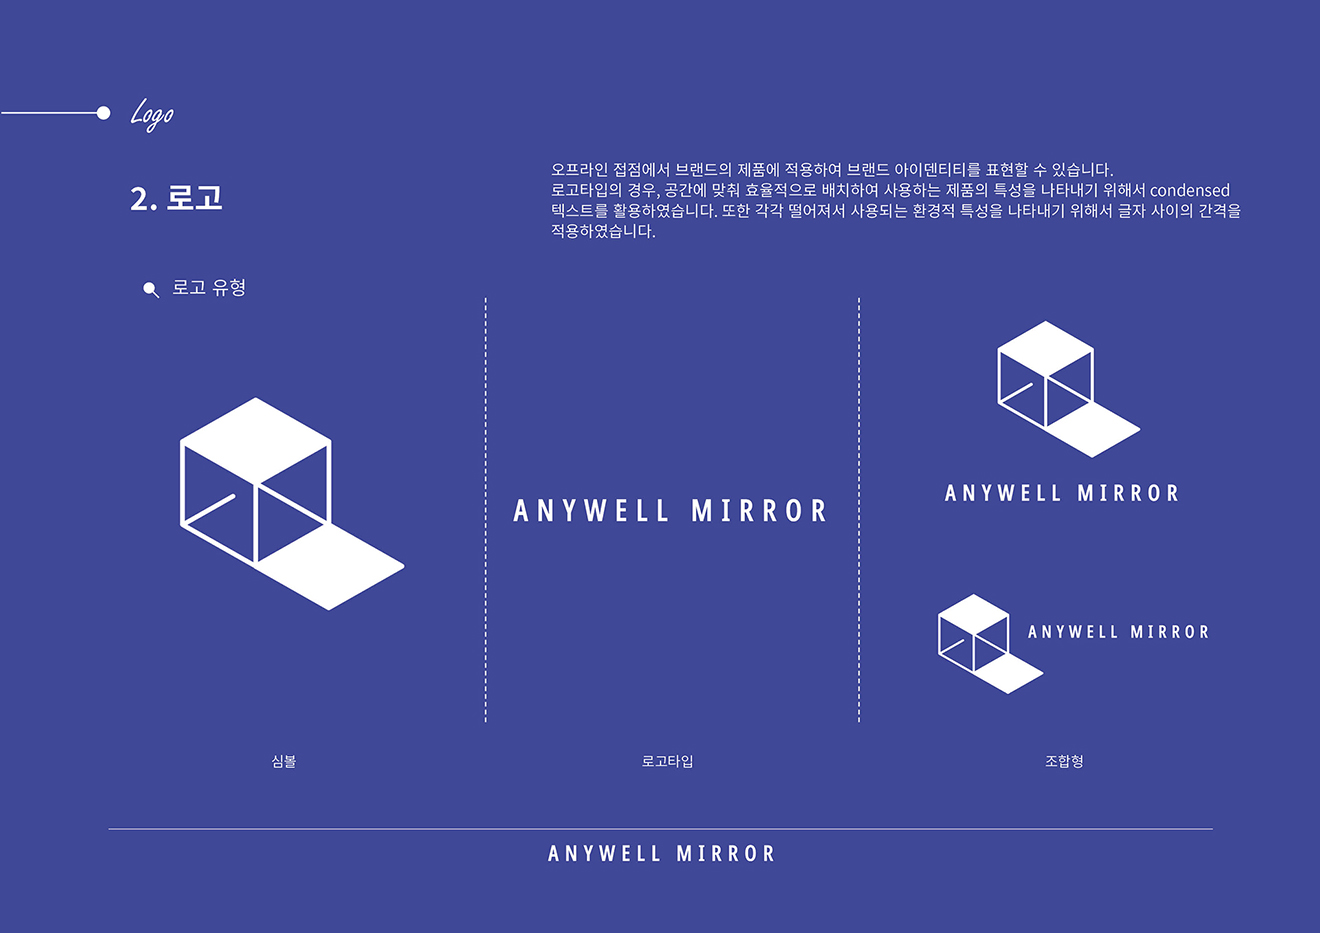 Logo
2. 로고
오프라인 접점에서 브랜드의 제품에 적용하여 브랜드 아이덴티티를 표현할 수 있습니다.
로고타입의 경우, 공간에 맞춰 효율적으로 배치하여 사용하는 제품의 특성을 나타내기 위해서 condensed
텍스트를 활용하였습니다. 또한 각각 떨어져서 사용되는 환경적 특성을 나타내기 위해서 글자 사이의 간격을
적용하였습니다.
로고 유형
ANYWELL MIRROR
ANYWELL MIRROR
ANYWELL MIRROR
심볼
로고타입
조합형
ANYWELL MIRROR